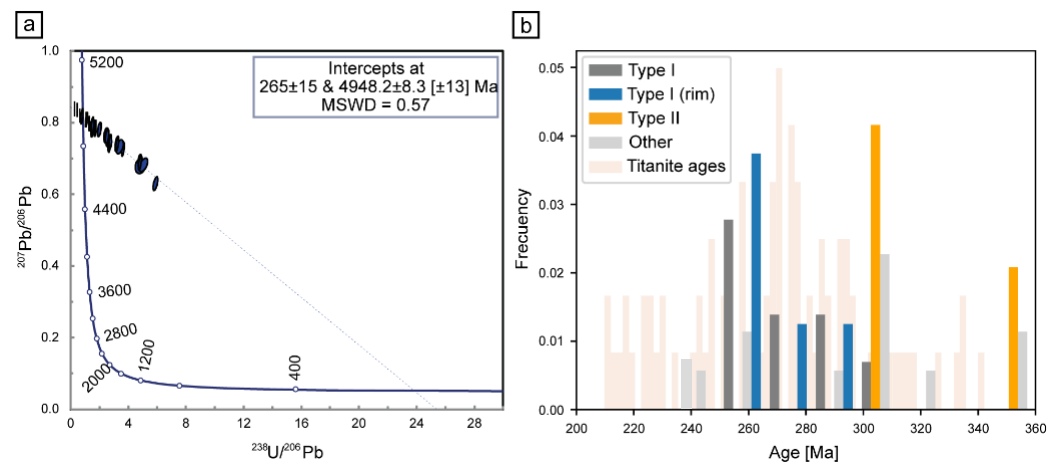 a
1.0
0.8
0.6
0.4
0.2
0.0
207Pb/206Pb
5200
4400
3600
2800
2000
1200
400
Intercepts at
265±15 & 4948.2±8.3 [±13] Ma
MSWD = 0.57
0 4 8 12 16 20 24 28
238U/206Pb
b
0.05
0.04
0.03
0.02
0.01
0.00
Frecuency
Type I
Type I (rim)
Type II
Other
Titanite ages
200 220 240 260 280 300 320 340 360
Age [Ma]